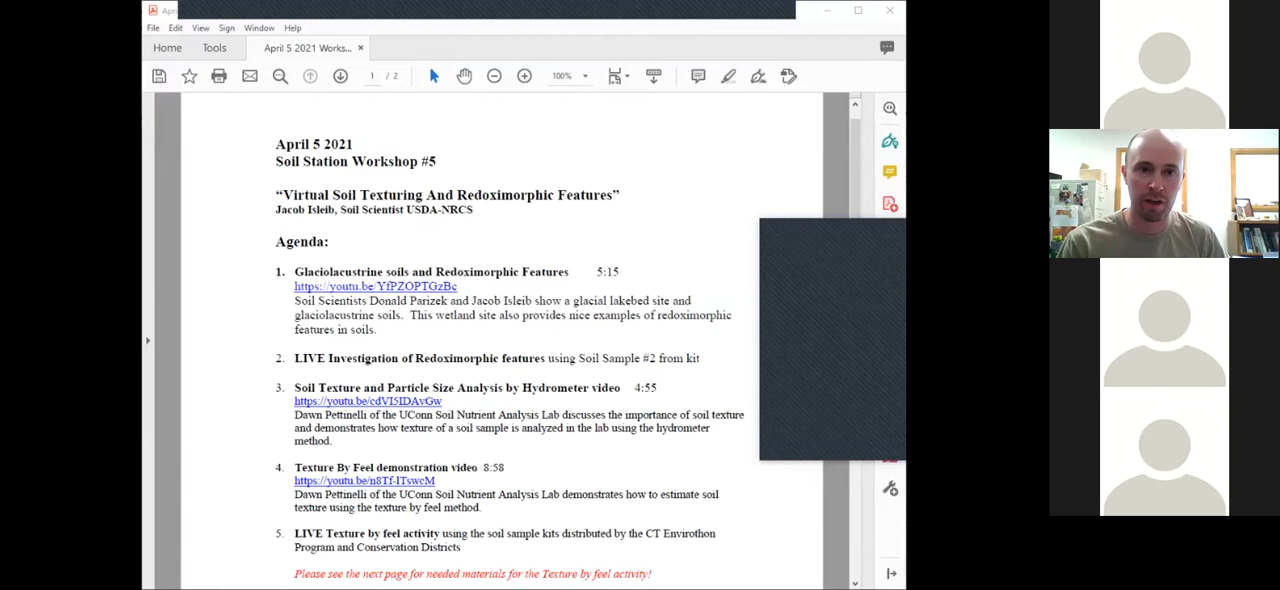 File Edit View Sign Window Help
Home Tools April 5 2021 Works... ×
1 / 2 100%
April 5 2021
Soil Station Workshop #5
“Virtual Soil Texturing And Redoximorphic Features”
Jacob Isleib, Soil Scientist USDA-NRCS
Agenda:
1. Glaciolacustrine soils and Redoximorphic Features 5:15
https://youtu.be/YfPZOPTGzBc
Soil Scientists Donald Parizek and Jacob Isleib show a glacial lakebed site and
glaciolacustrine soils. This wetland site also provides nice examples of redoximorphic
features in soils.
2. LIVE Investigation of Redoximorphic features using Soil Sample #2 from kit
3. Soil Texture and Particle Size Analysis by Hydrometer video 4:55
https://youtu.be/cdVI5IDAvGw
Dawn Pettinelli of the UConn Soil Nutrient Analysis Lab discusses the importance of soil texture
and demonstrates how texture of a soil sample is analyzed in the lab using the hydrometer
method.
4. Texture By Feel demonstration video 8:58
https://youtu.be/n8Tf-lTswcM
Dawn Pettinelli of the UConn Soil Nutrient Analysis Lab demonstrates how to estimate soil
texture using the texture by feel method.
5. LIVE Texture by feel activity using the soil sample kits distributed by the CT Envirothon
Program and Conservation Districts
Please see the next page for needed materials for the Texture by feel activity!